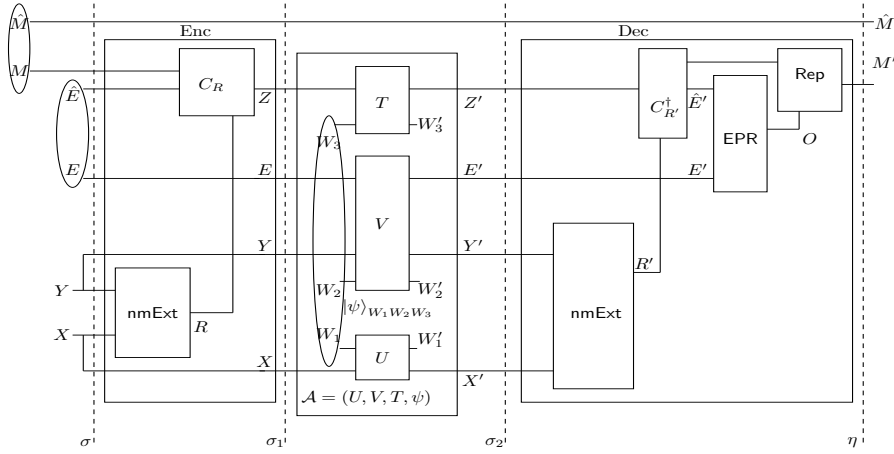 M̂ M̂
Enc Dec
M C_R Z T Z' C†_{R'} Rep M'
Ê Ê'
W_3 W'_3
EPR O
E E E' E'
V
Y Y'
Y nmExt R W_2 W'_2 nmExt R'
|ψ⟩_{W_1W_2W_3}
X W_1 U W'_1
X X'
𝒜 = (U, V, T, ψ)
σ σ_1 σ_2 η